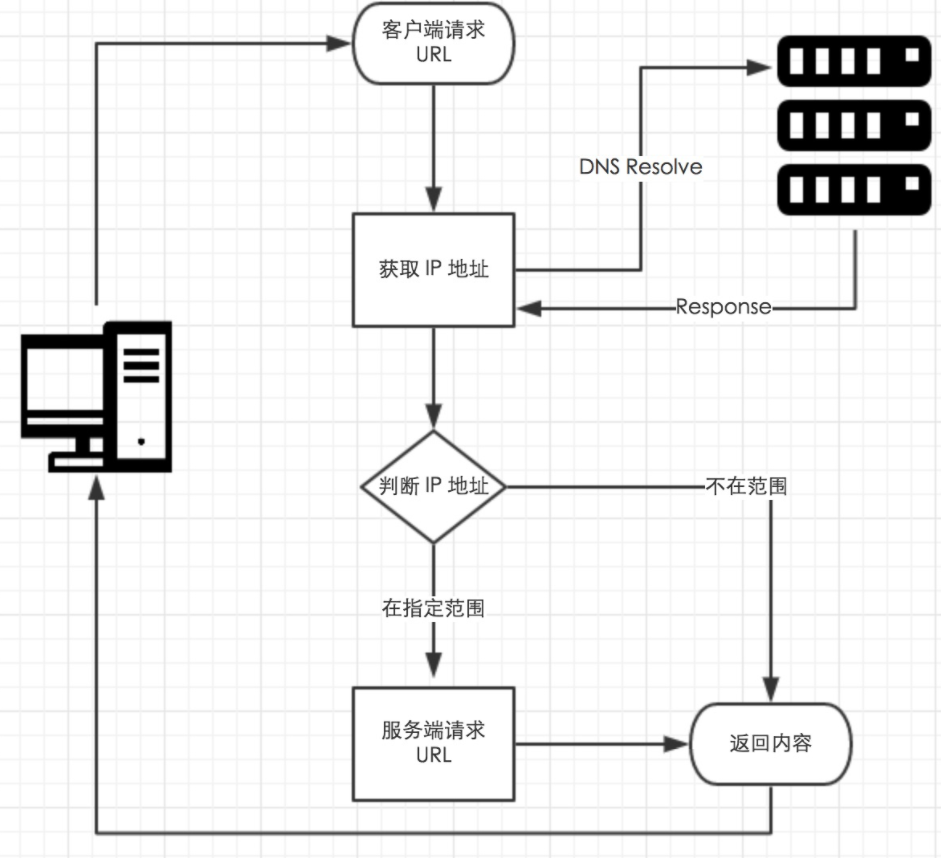 客户端请求
URL
DNS Resolve
获取 IP 地址
Response
判断 IP 地址
不在范围
在指定范围
服务端请求
URL
返回内容